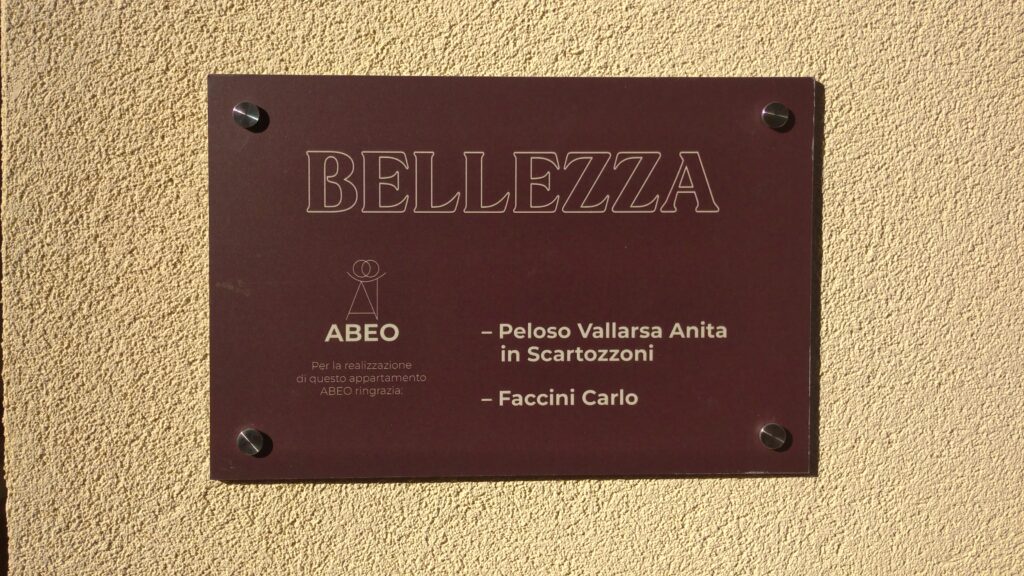 BELLEZZA
ABEO
Per la realizzazione
di questo appartamento
ABEO ringrazia:
– Peloso Vallarsa Anita
in Scartozzoni
– Faccini Carlo